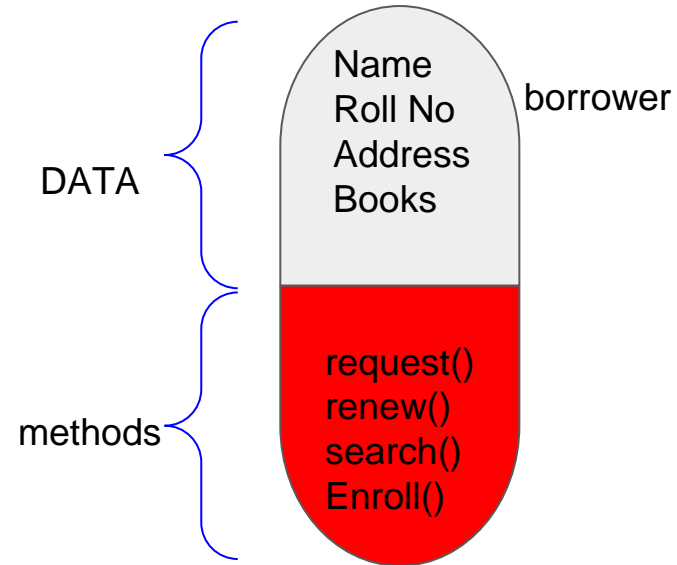 Name
Roll No
Address
Books
borrower
DATA
request()
renew()
search()
Enroll()
methods